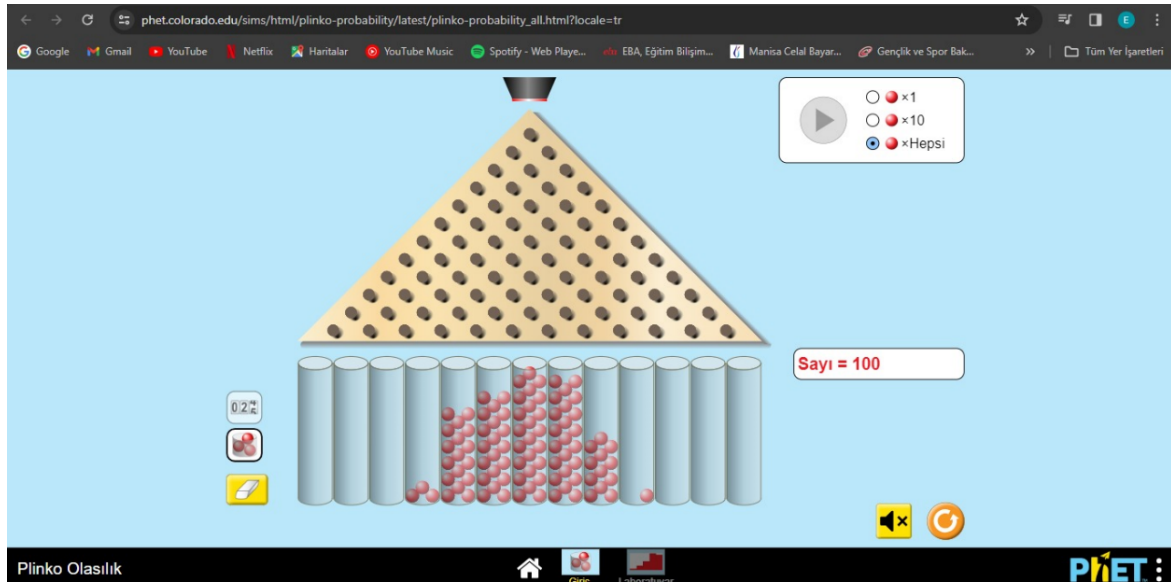 phet.colorado.edu/sims/html/plinko-probability/latest/plinko-probability_all.html?locale=tr
E
Google Gmail YouTube Netflix Haritalar YouTube Music Spotify - Web Playe... EBA, Eğitim Bilişim... Manisa Celal Bayar... Gençlik ve Spor Bak... » Tüm Yer İşaretleri
×1
×10
×Hepsi
Sayı = 100
Plinko Olasılık
Giriş
Laboratuvar
PhET